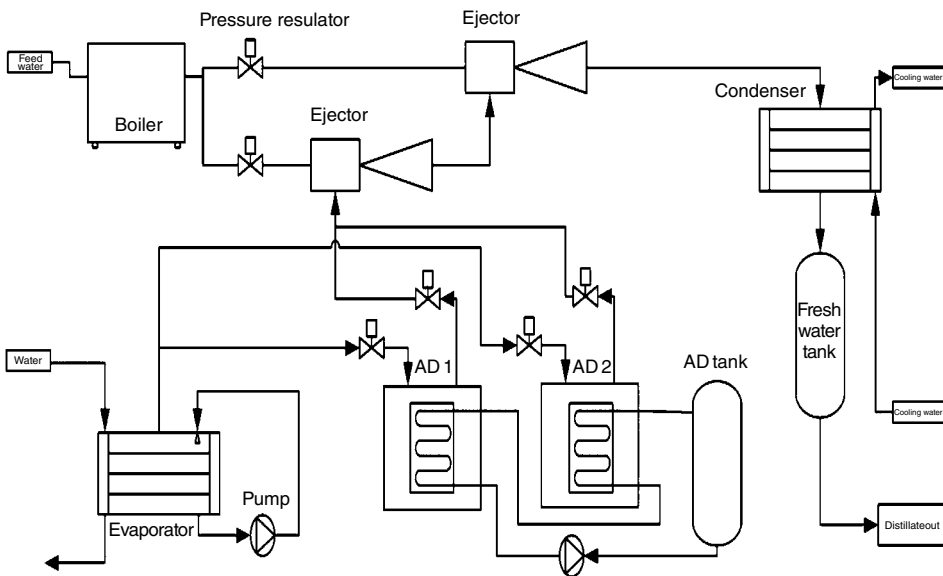 Pressure resulator
Ejector
Feed
water
Boiler
Ejector
Condenser
Cooling water
Fresh
water
tank
Water
AD 1
AD 2
AD tank
Cooling water
Pump
Evaporator
Distillateout